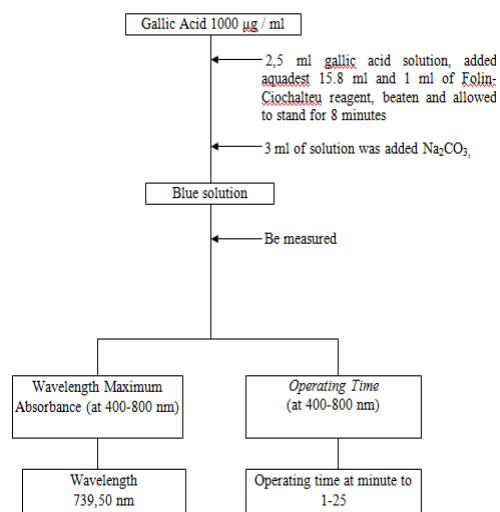 Gallic Acid 1000 µg / ml
2,5 ml gallic acid solution, added
aquadest 15.8 ml and 1 ml of Folin-
Ciochalteu reagent, beaten and allowed
to stand for 8 minutes
3 ml of solution was added Na₂CO₃,
Blue solution
Be measured
Wavelength Maximum
Absorbance (at 400-800 nm)
Operating Time
(at 400-800 nm)
Wavelength
739,50 nm
Operating time at minute to
1-25